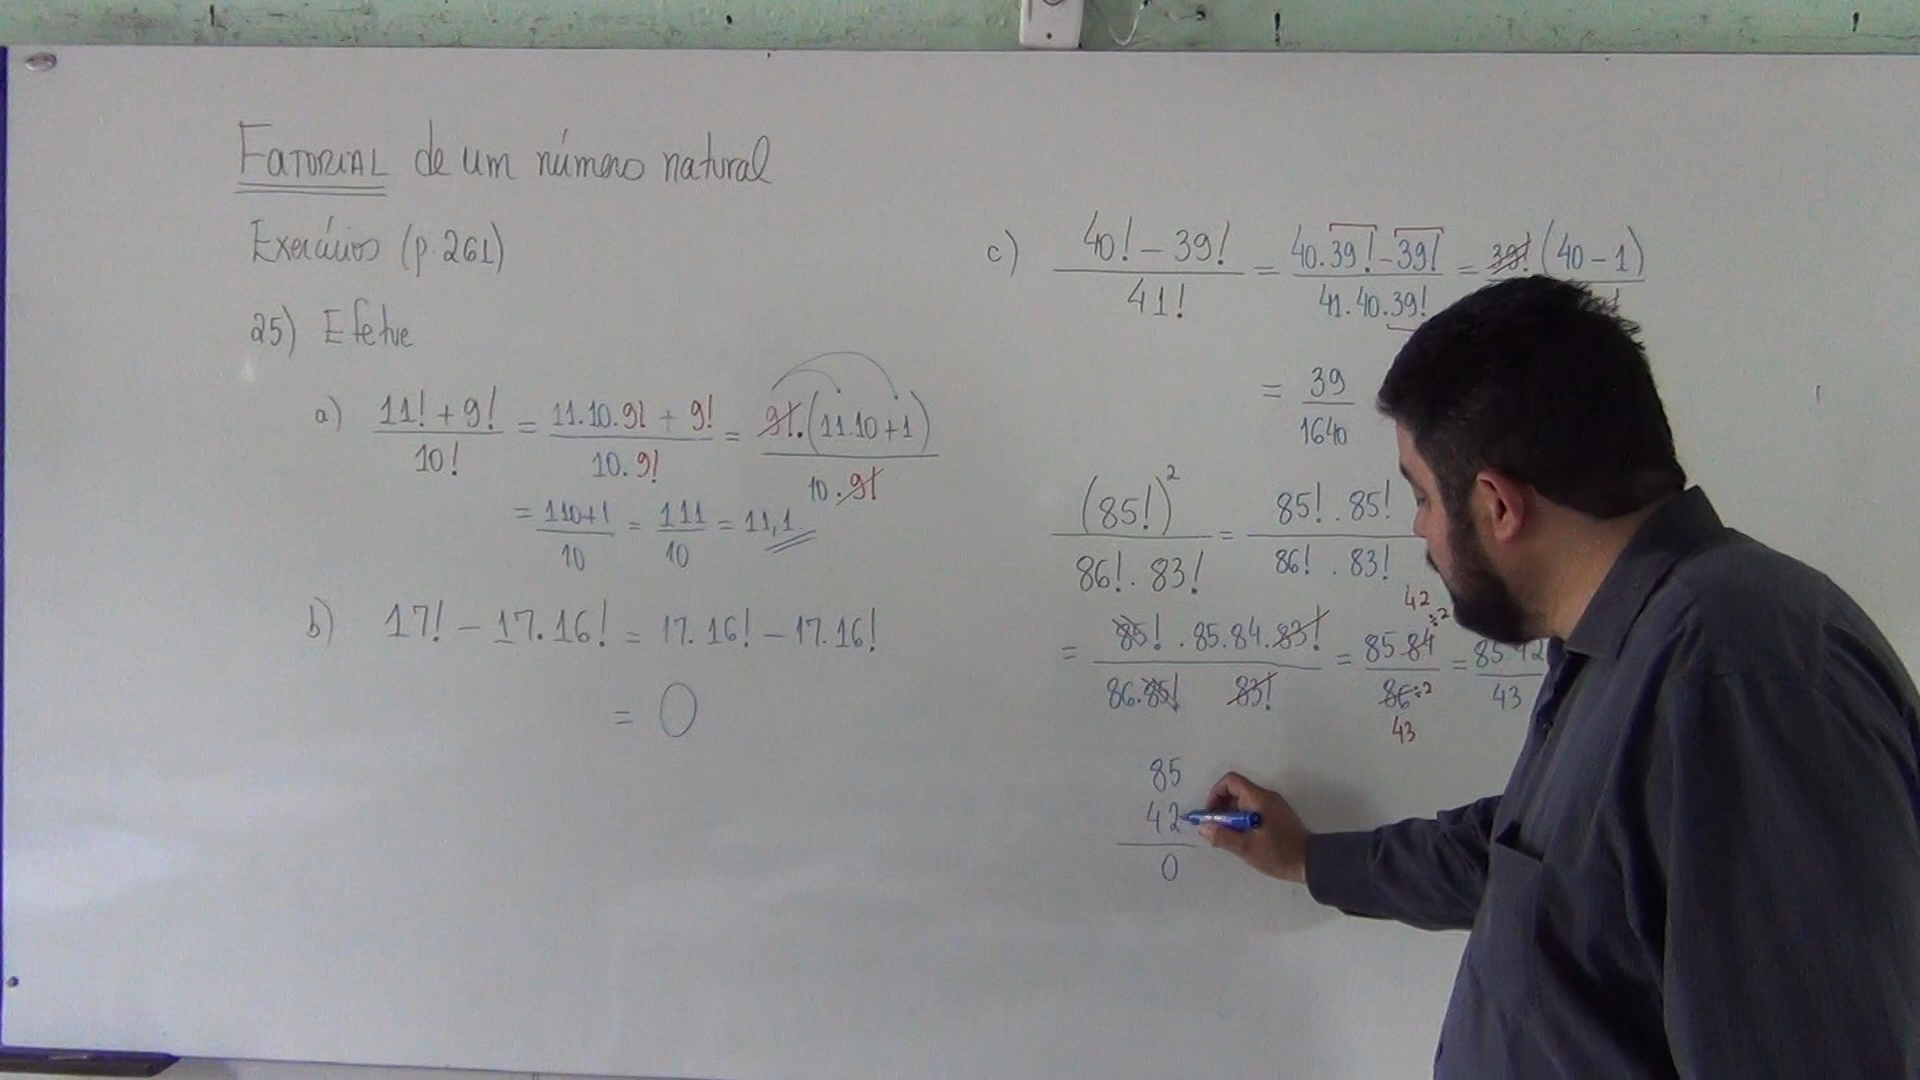 FATORIAL de um número natural
Exercícios (p.261)
25) Efetue
a) (11! + 9!)/10! = (11.10.9! + 9!)/(10.9!) = (9!.(11.10+1))/(10.9!)
= (110+1)/10 = 111/10 = 11,1
b) 17! - 17.16! = 17.16! - 17.16!
= 0
c) (40! - 39!)/41! = (40.39! - 39!)/(41.40.39!) = 39!(40-1)
= 39/1640
(85!)²/(86!.83!) = (85!.85!)/(86!.83!)
= (85!.85.84.83!)/(86.85! 83!) = (85.84)/86 = (85.42)/43
42 ÷2
÷2
43
85
42
0